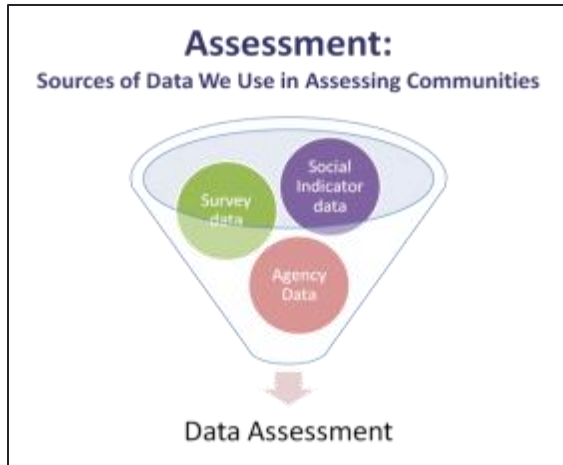 Assessment:
Sources of Data We Use in Assessing Communities
Social
Indicator
data
Survey
data
Agency
Data
Data Assessment